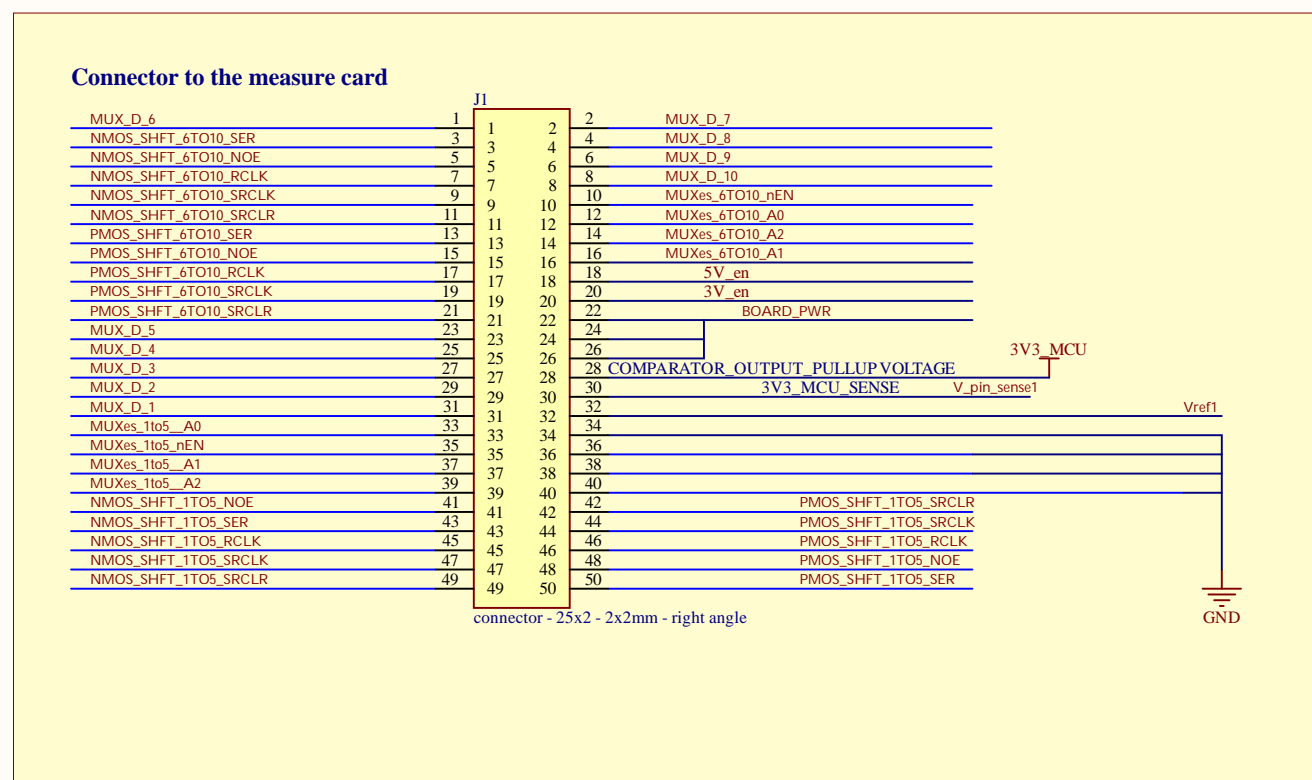 Connector to the measure card
J1
MUX_D_6 1 1 2 2 MUX_D_7
NMOS_SHFT_6TO10_SER 3 3 4 4 MUX_D_8
NMOS_SHFT_6TO10_NOE 5 5 6 6 MUX_D_9
NMOS_SHFT_6TO10_RCLK 7 7 8 8 MUX_D_10
NMOS_SHFT_6TO10_SRCLK 9 9 10 10 MUXes_6TO10_nEN
NMOS_SHFT_6TO10_SRCLR 11 11 12 12 MUXes_6TO10_A0
PMOS_SHFT_6TO10_SER 13 13 14 14 MUXes_6TO10_A2
PMOS_SHFT_6TO10_NOE 15 15 16 16 MUXes_6TO10_A1
PMOS_SHFT_6TO10_RCLK 17 17 18 18 5V_en
PMOS_SHFT_6TO10_SRCLK 19 19 20 20 3V_en
PMOS_SHFT_6TO10_SRCLR 21 21 22 22 BOARD_PWR
MUX_D_5 23 23 24 24
MUX_D_4 25 25 26 26 3V3_MCU
MUX_D_3 27 27 28 28 COMPARATOR_OUTPUT_PULLUP VOLTAGE
MUX_D_2 29 29 30 30 3V3_MCU_SENSE V_pin_sense1
MUX_D_1 31 31 32 32 Vref1
MUXes_1to5__A0 33 33 34 34
MUXes_1to5_nEN 35 35 36 36
MUXes_1to5__A1 37 37 38 38
MUXes_1to5__A2 39 39 40 40
NMOS_SHFT_1TO5_NOE 41 41 42 42 PMOS_SHFT_1TO5_SRCLR
NMOS_SHFT_1TO5_SER 43 43 44 44 PMOS_SHFT_1TO5_SRCLK
NMOS_SHFT_1TO5_RCLK 45 45 46 46 PMOS_SHFT_1TO5_RCLK
NMOS_SHFT_1TO5_SRCLK 47 47 48 48 PMOS_SHFT_1TO5_NOE
NMOS_SHFT_1TO5_SRCLR 49 49 50 50 PMOS_SHFT_1TO5_SER
connector - 25x2 - 2x2mm - right angle
GND